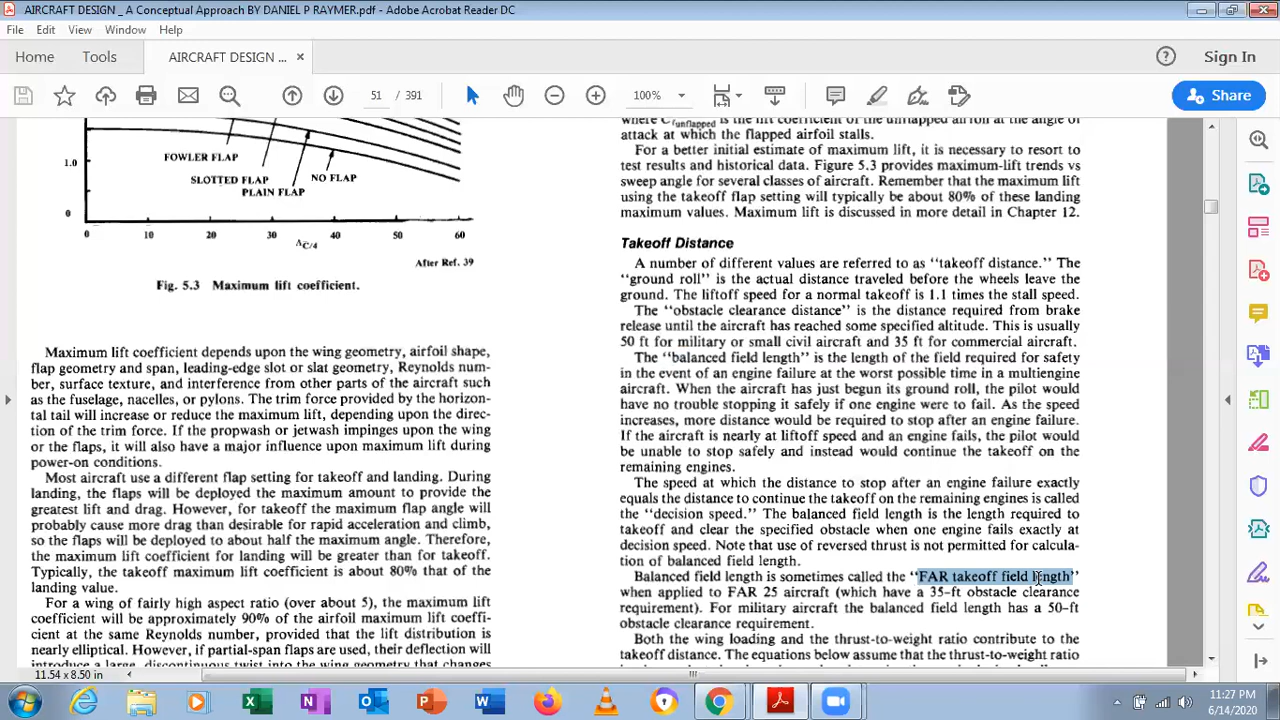 AIRCRAFT DESIGN _ A Conceptual Approach BY DANIEL P RAYMER.pdf - Adobe Acrobat Reader DC
File Edit View Window Help
Home Tools AIRCRAFT DESIGN ... × Sign In
51 / 391 100% Share
1.0
0
FOWLER FLAP
SLOTTED FLAP
PLAIN FLAP
NO FLAP
0 10 20 30 40 50 60
Λc̄/4
After Ref. 39
Fig. 5.3 Maximum lift coefficient.
Maximum lift coefficient depends upon the wing geometry, airfoil shape,
flap geometry and span, leading-edge slot or slat geometry, Reynolds num-
ber, surface texture, and interference from other parts of the aircraft such
as the fuselage, nacelles, or pylons. The trim force provided by the horizon-
tal tail will increase or reduce the maximum lift, depending upon the direc-
tion of the trim force. If the propwash or jetwash impinges upon the wing
or the flaps, it will also have a major influence upon maximum lift during
power-on conditions.
Most aircraft use a different flap setting for takeoff and landing. During
landing, the flaps will be deployed the maximum amount to provide the
greatest lift and drag. However, for takeoff the maximum flap angle will
probably cause more drag than desirable for rapid acceleration and climb,
so the flaps will be deployed to about half the maximum angle. Therefore,
the maximum lift coefficient for landing will be greater than for takeoff.
Typically, the takeoff maximum lift coefficient is about 80% that of the
landing value.
For a wing of fairly high aspect ratio (over about 5), the maximum lift
coefficient will be approximately 90% of the airfoil maximum lift coeffi-
cient at the same Reynolds number, provided that the lift distribution is
nearly elliptical. However, if partial-span flaps are used, their deflection will
introduce a large, discontinuous twist into the wing geometry that changes
where Cℓunflapped is the lift coefficient of the unflapped airfoil at the angle of
attack at which the flapped airfoil stalls.
For a better initial estimate of maximum lift, it is necessary to resort to
test results and historical data. Figure 5.3 provides maximum-lift trends vs
sweep angle for several classes of aircraft. Remember that the maximum lift
using the takeoff flap setting will typically be about 80% of these landing
maximum values. Maximum lift is discussed in more detail in Chapter 12.
Takeoff Distance
A number of different values are referred to as "takeoff distance." The
"ground roll" is the actual distance traveled before the wheels leave the
ground. The liftoff speed for a normal takeoff is 1.1 times the stall speed.
The "obstacle clearance distance" is the distance required from brake
release until the aircraft has reached some specified altitude. This is usually
50 ft for military or small civil aircraft and 35 ft for commercial aircraft.
The "balanced field length" is the length of the field required for safety
in the event of an engine failure at the worst possible time in a multiengine
aircraft. When the aircraft has just begun its ground roll, the pilot would
have no trouble stopping it safely if one engine were to fail. As the speed
increases, more distance would be required to stop after an engine failure.
If the aircraft is nearly at liftoff speed and an engine fails, the pilot would
be unable to stop safely and instead would continue the takeoff on the
remaining engines.
The speed at which the distance to stop after an engine failure exactly
equals the distance to continue the takeoff on the remaining engines is called
the "decision speed." The balanced field length is the length required to
takeoff and clear the specified obstacle when one engine fails exactly at
decision speed. Note that use of reversed thrust is not permitted for calcula-
tion of balanced field length.
Balanced field length is sometimes called the "FAR takeoff field length"
when applied to FAR 25 aircraft (which have a 35-ft obstacle clearance
requirement). For military aircraft the balanced field length has a 50-ft
obstacle clearance requirement.
Both the wing loading and the thrust-to-weight ratio contribute to the
takeoff distance. The equations below assume that the thrust-to-weight ratio
11.54 x 8.50 in
11:27 PM
6/14/2020